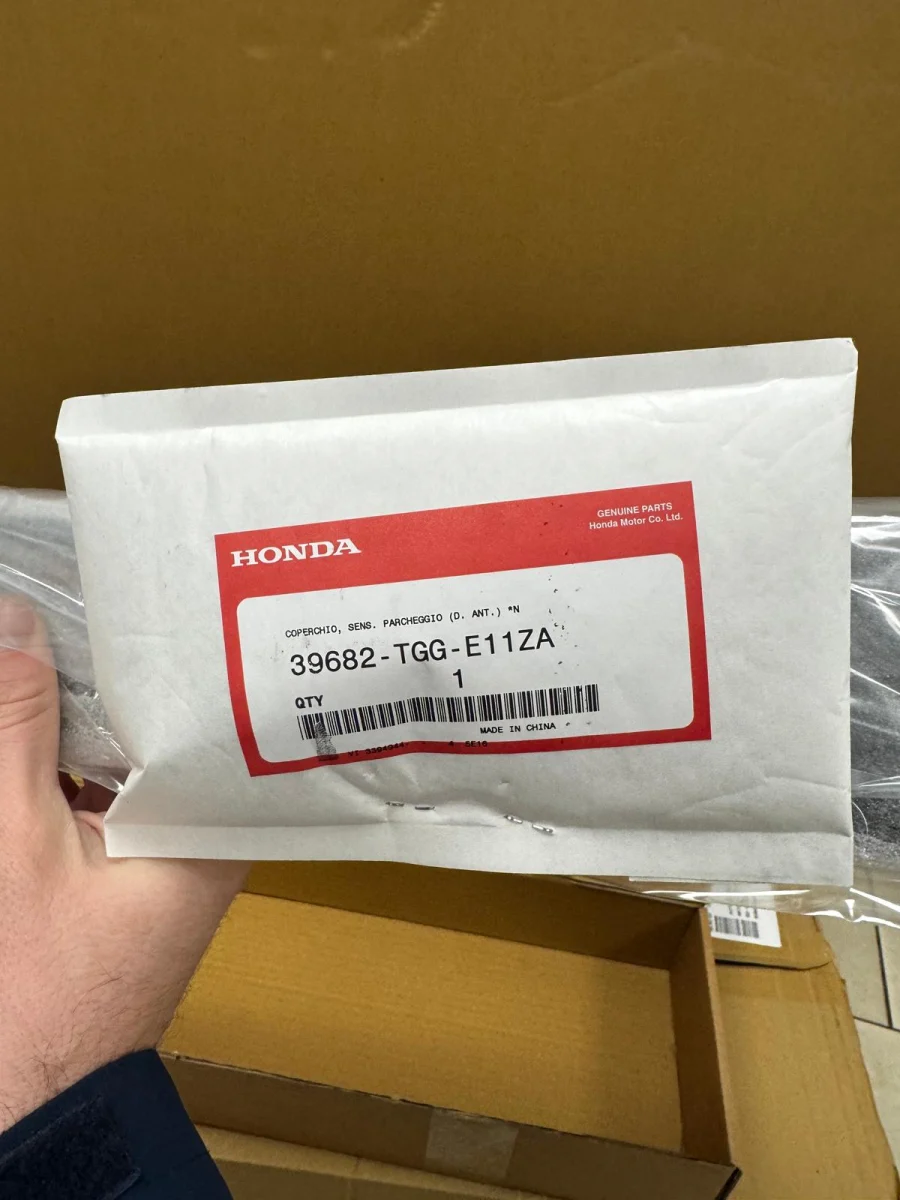 HONDA
GENUINE PARTS
Honda Motor Co. Ltd.
COPERCHIO, SENS. PARCHEGGIO (D. ANT.) *N
39682-TGG-E11ZA
1
QTY
MADE IN CHINA
5E16